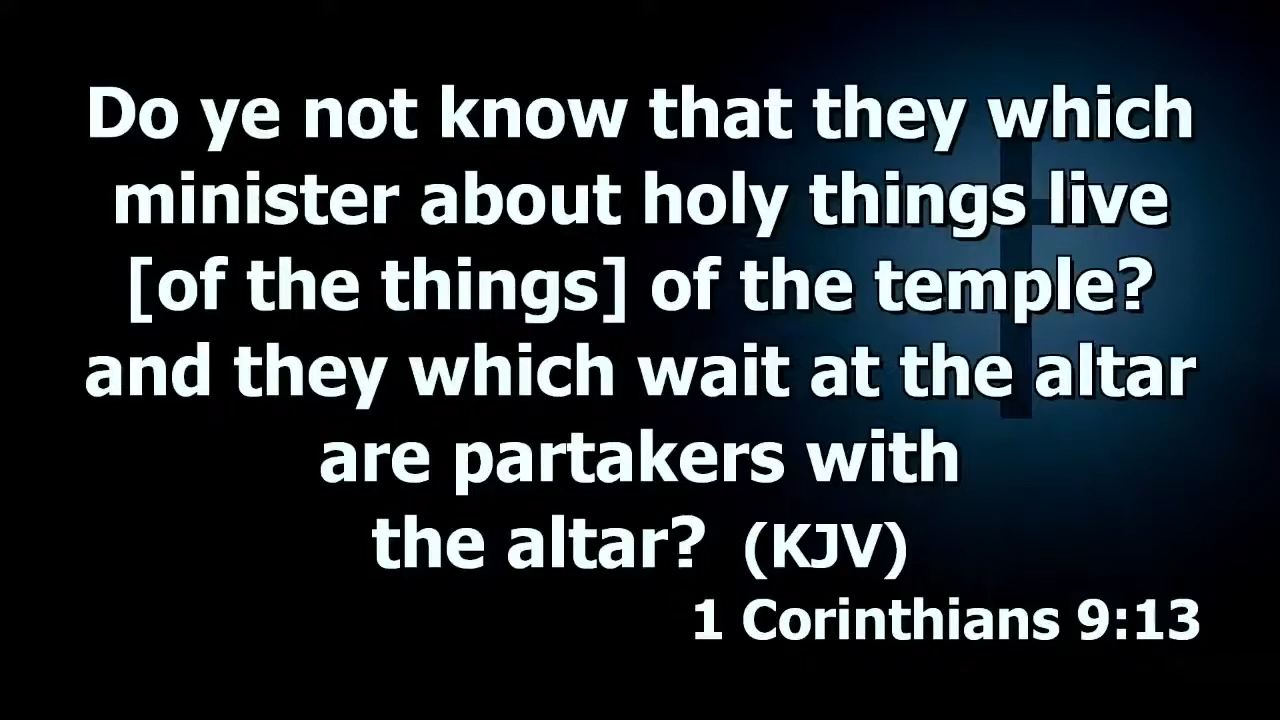 Do ye not know that they which
minister about holy things live
[of the things] of the temple?
and they which wait at the altar
are partakers with
the altar? (KJV)
1 Corinthians 9:13